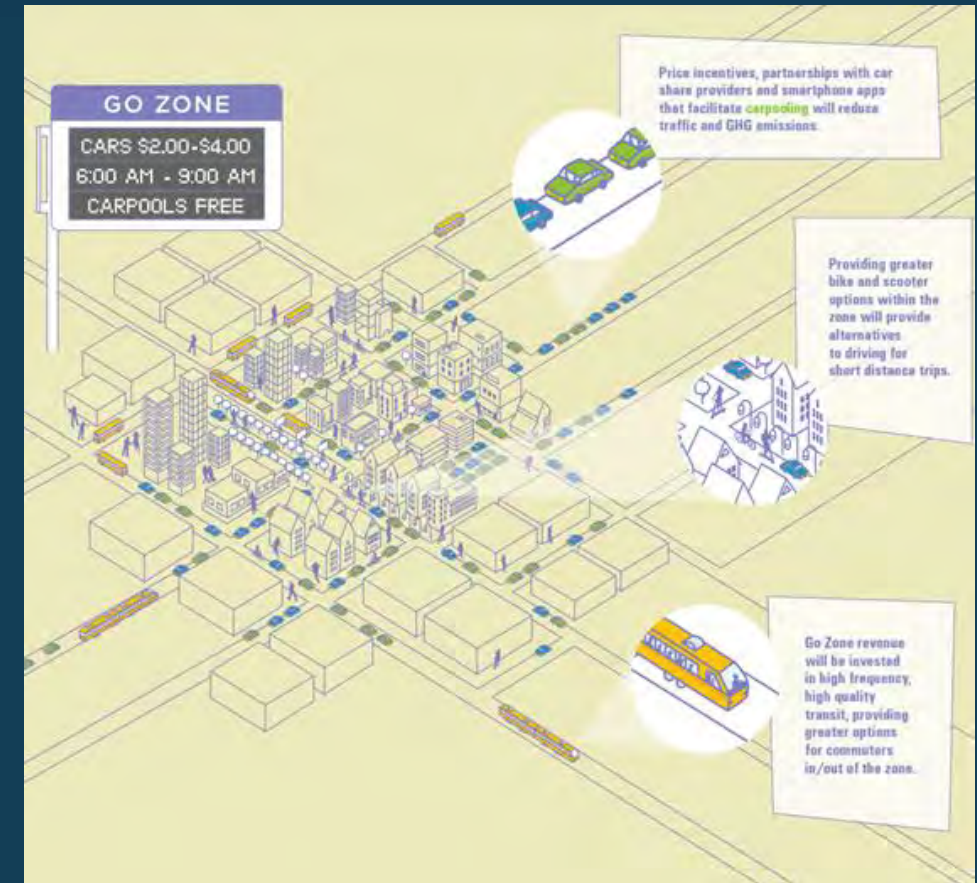 GO ZONE
CARS $2.00-$4.00
6:00 AM - 9:00 AM
CARPOOLS FREE
Price incentives, partnerships with car
share providers and smartphone apps
that facilitate carpooling will reduce
traffic and GHG emissions.
Providing greater
bike and scooter
options within the
zone will provide
alternatives
to driving for
short distance trips.
Go Zone revenue
will be invested
in high frequency,
high quality
transit, providing
greater options
for commuters
in/out of the zone.